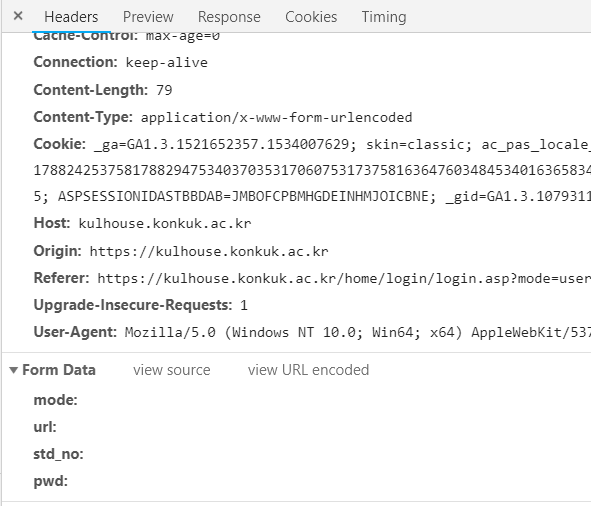 × Headers Preview Response Cookies Timing
Cache-Control: max-age=0
Connection: keep-alive
Content-Length: 79
Content-Type: application/x-www-form-urlencoded
Cookie: _ga=GA1.3.1521652357.1534007629; skin=classic; ac_pas_locale_
17882425375817882947534037035317060753173758163647603484534016365834
5; ASPSESSIONIDASTBBDAB=JMBOFCPBMHGDEINHMJOICBNE; _gid=GA1.3.1079311
Host: kulhouse.konkuk.ac.kr
Origin: https://kulhouse.konkuk.ac.kr
Referer: https://kulhouse.konkuk.ac.kr/home/login/login.asp?mode=user
Upgrade-Insecure-Requests: 1
User-Agent: Mozilla/5.0 (Windows NT 10.0; Win64; x64) AppleWebKit/537
▼ Form Data view source view URL encoded
mode:
url:
std_no:
pwd: